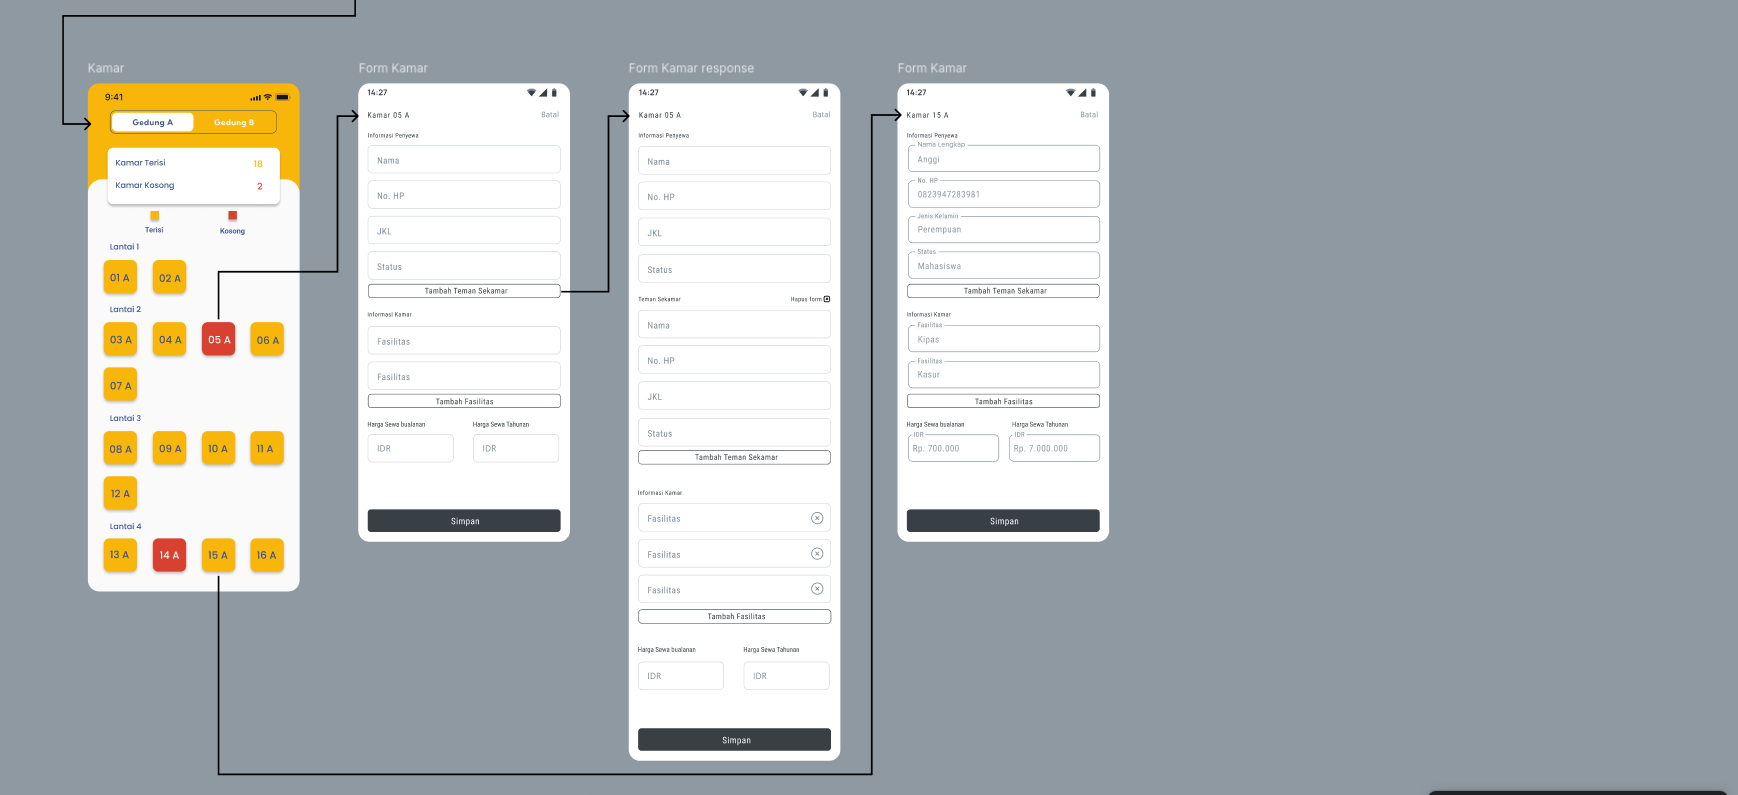 Kamar
9:41
Gedung A Gedung B
Kamar Terisi 18
Kamar Kosong 2
Terisi Kosong
Lantai 1
01 A 02 A
Lantai 2
03 A 04 A 05 A 06 A
07 A
Lantai 3
08 A 09 A 10 A 11 A
12 A
Lantai 4
13 A 14 A 15 A 16 A
Form Kamar
14:27
Kamar 05 A Batal
Informasi Penyewa
Nama
No. HP
JKL
Status
Tambah Teman Sekamar
Informasi Kamar
Fasilitas
Fasilitas
Tambah Fasilitas
Harga Sewa bualanan Harga Sewa Tahunan
IDR IDR
Simpan
Form Kamar response
14:27
Kamar 05 A Batal
Informasi Penyewa
Nama
No. HP
JKL
Status
Teman Sekamar Hapus form
Nama
No. HP
JKL
Status
Tambah Teman Sekamar
Informasi Kamar
Fasilitas
Fasilitas
Fasilitas
Tambah Fasilitas
Harga Sewa bualanan Harga Sewa Tahunan
IDR IDR
Simpan
Form Kamar
14:27
Kamar 15 A Batal
Informasi Penyewa
Nama Lengkap
Anggi
No. HP
0823947283981
Jenis Kelamin
Perempuan
Status
Mahasiswa
Tambah Teman Sekamar
Informasi Kamar
Fasilitas
Kipas
Fasilitas
Kasur
Tambah Fasilitas
Harga Sewa bualanan Harga Sewa Tahunan
IDR IDR
Rp. 700.000 Rp. 7.000.000
Simpan